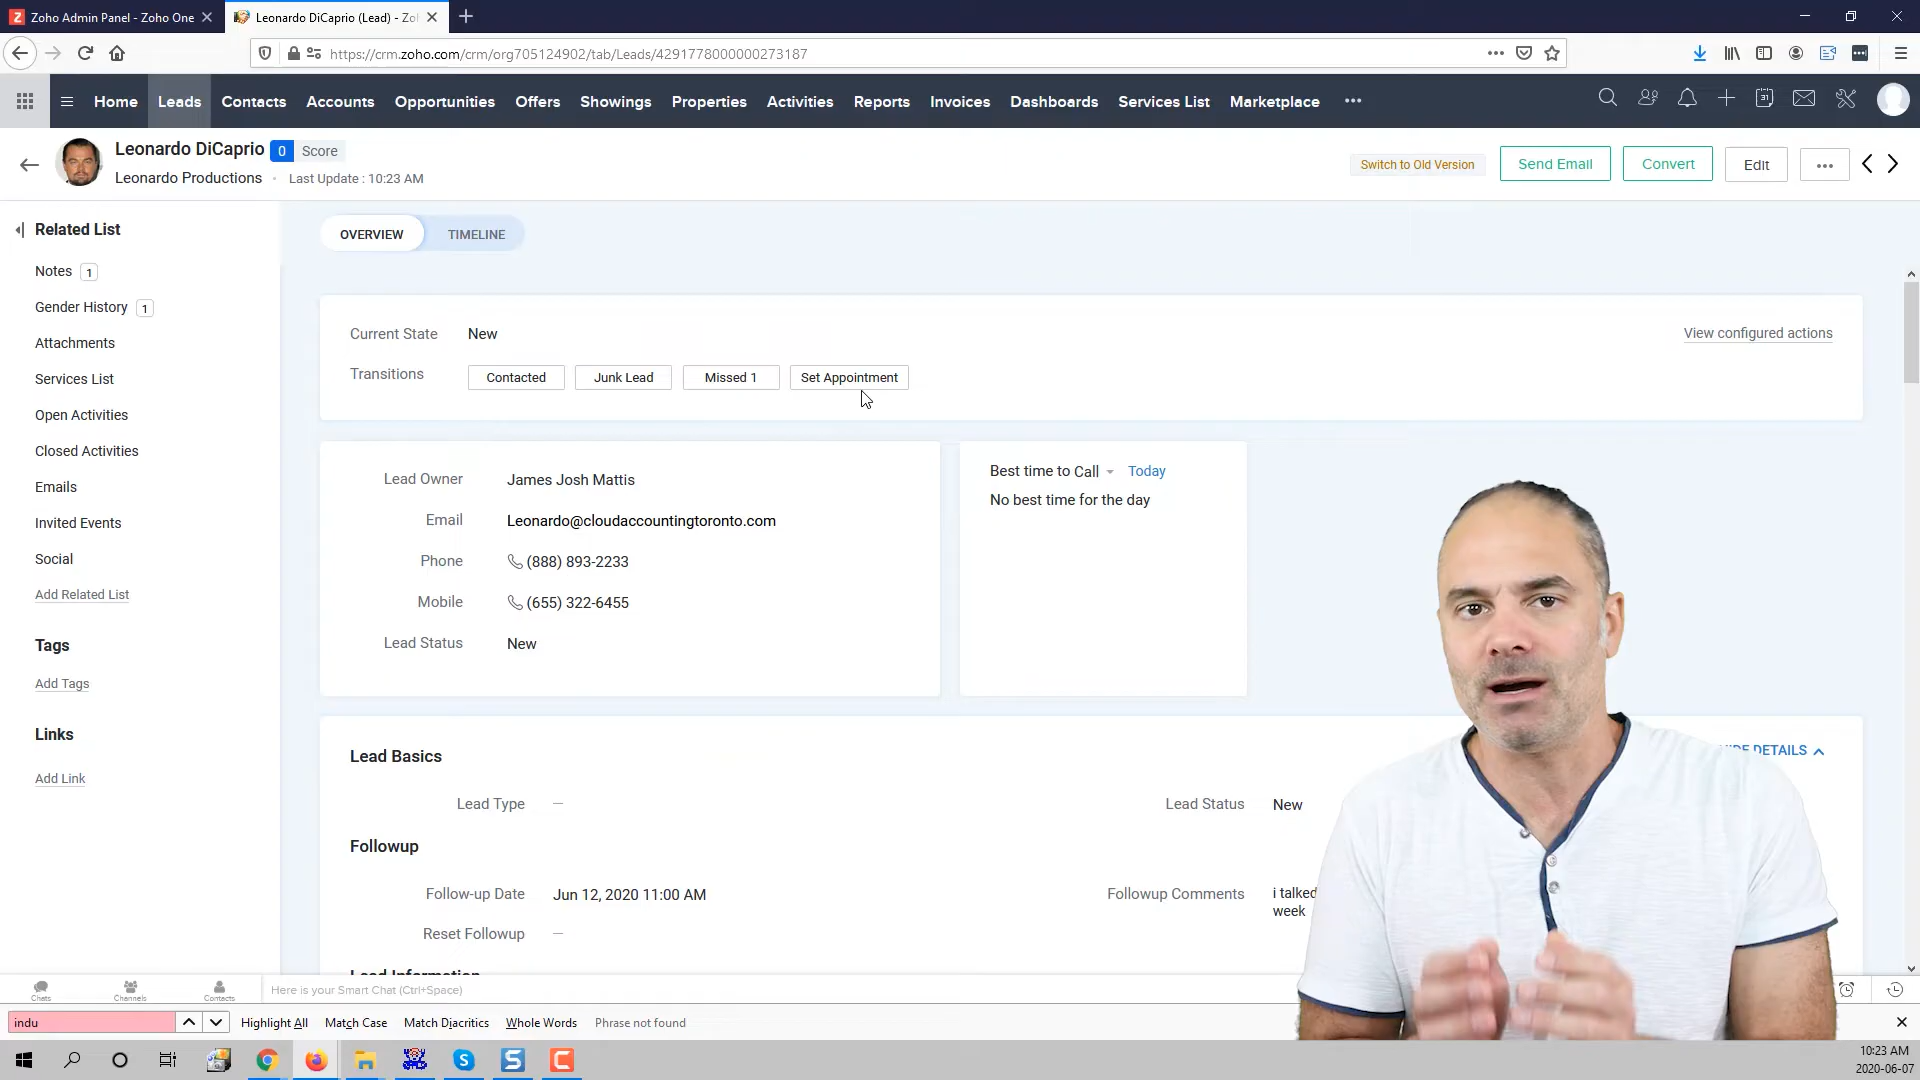 Zoho Admin Panel - Zoho One
Leonardo DiCaprio (Lead) - Zo
https://crm.zoho.com/crm/org705124902/tab/Leads/4291778000000273187
Home Leads Contacts Accounts Opportunities Offers Showings Properties Activities Reports Invoices Dashboards Services List Marketplace
Leonardo DiCaprio 0 Score
Leonardo Productions · Last Update : 10:23 AM
Switch to Old Version
Send Email
Convert
Edit
Related List
Notes 1
Gender History 1
Attachments
Services List
Open Activities
Closed Activities
Emails
Invited Events
Social
Add Related List
Tags
Add Tags
Links
Add Link
OVERVIEW TIMELINE
Current State New
View configured actions
Transitions Contacted Junk Lead Missed 1 Set Appointment
Lead Owner James Josh Mattis
Email Leonardo@cloudaccountingtoronto.com
Phone (888) 893-2233
Mobile (655) 322-6455
Lead Status New
Best time to Call Today
No best time for the day
Lead Basics
DETAILS
Lead Type —
Lead Status New
Followup
Follow-up Date Jun 12, 2020 11:00 AM
Followup Comments i talked
week
Reset Followup —
Lead Information
Chats Channels Contacts
Here is your Smart Chat (Ctrl+Space)
indu
Highlight All Match Case Match Diacritics Whole Words Phrase not found
10:23 AM
2020-06-07